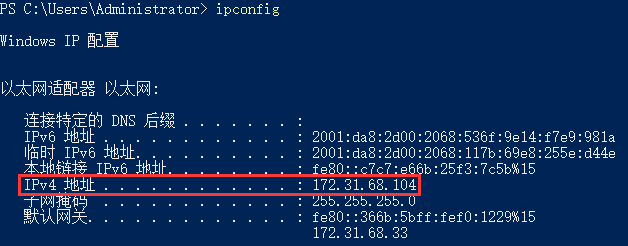 PS C:\Users\Administrator> ipconfig
Windows IP 配置
以太网适配器 以太网:
连接特定的 DNS 后缀 . . . . . . . :
IPv6 地址 . . . . . . . . . . . . : 2001:da8:2d00:2068:536f:9e14:f7e9:981a
临时 IPv6 地址. . . . . . . . . . : 2001:da8:2d00:2068:117b:69e8:255e:d44e
本地链接 IPv6 地址. . . . . . . . : fe80::c7c7:e66b:25f3:7c5b%15
IPv4 地址 . . . . . . . . . . . . : 172.31.68.104
子网掩码 . . . . . . . . . . . . : 255.255.255.0
默认网关. . . . . . . . . . . . . : fe80::366b:5bff:fef0:1229%15
172.31.68.33